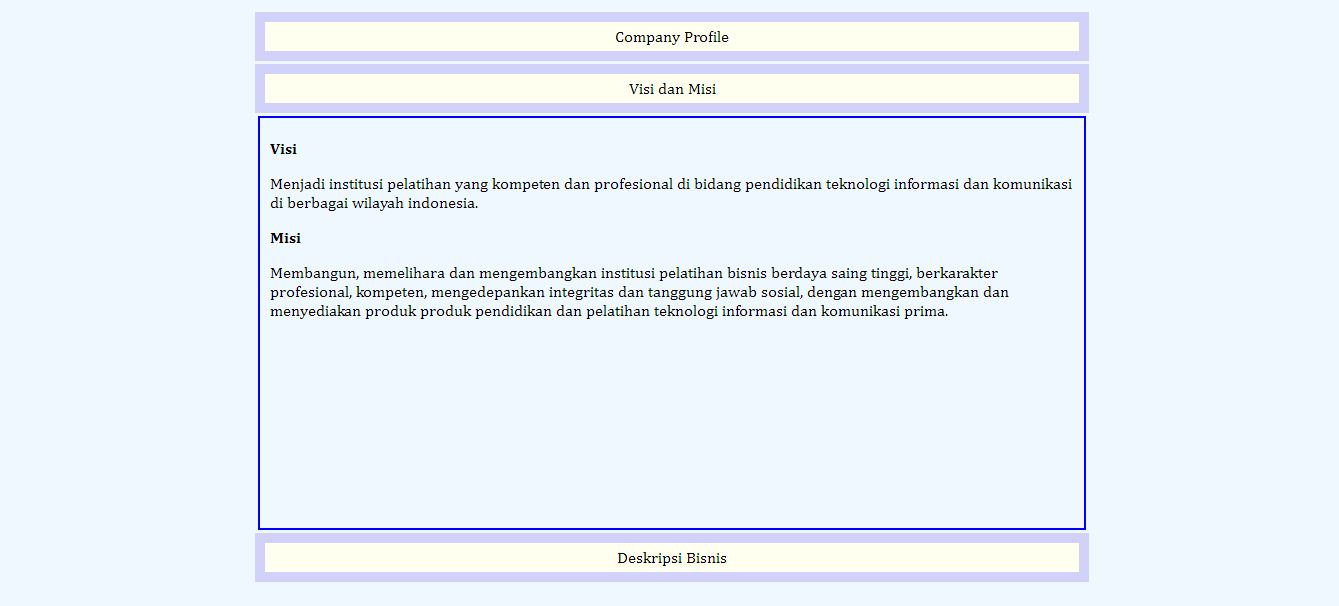 Company Profile
Visi dan Misi
Visi
Menjadi institusi pelatihan yang kompeten dan profesional di bidang pendidikan teknologi informasi dan komunikasi
di berbagai wilayah indonesia.
Misi
Membangun, memelihara dan mengembangkan institusi pelatihan bisnis berdaya saing tinggi, berkarakter
profesional, kompeten, mengedepankan integritas dan tanggung jawab sosial, dengan mengembangkan dan
menyediakan produk produk pendidikan dan pelatihan teknologi informasi dan komunikasi prima.
Deskripsi Bisnis